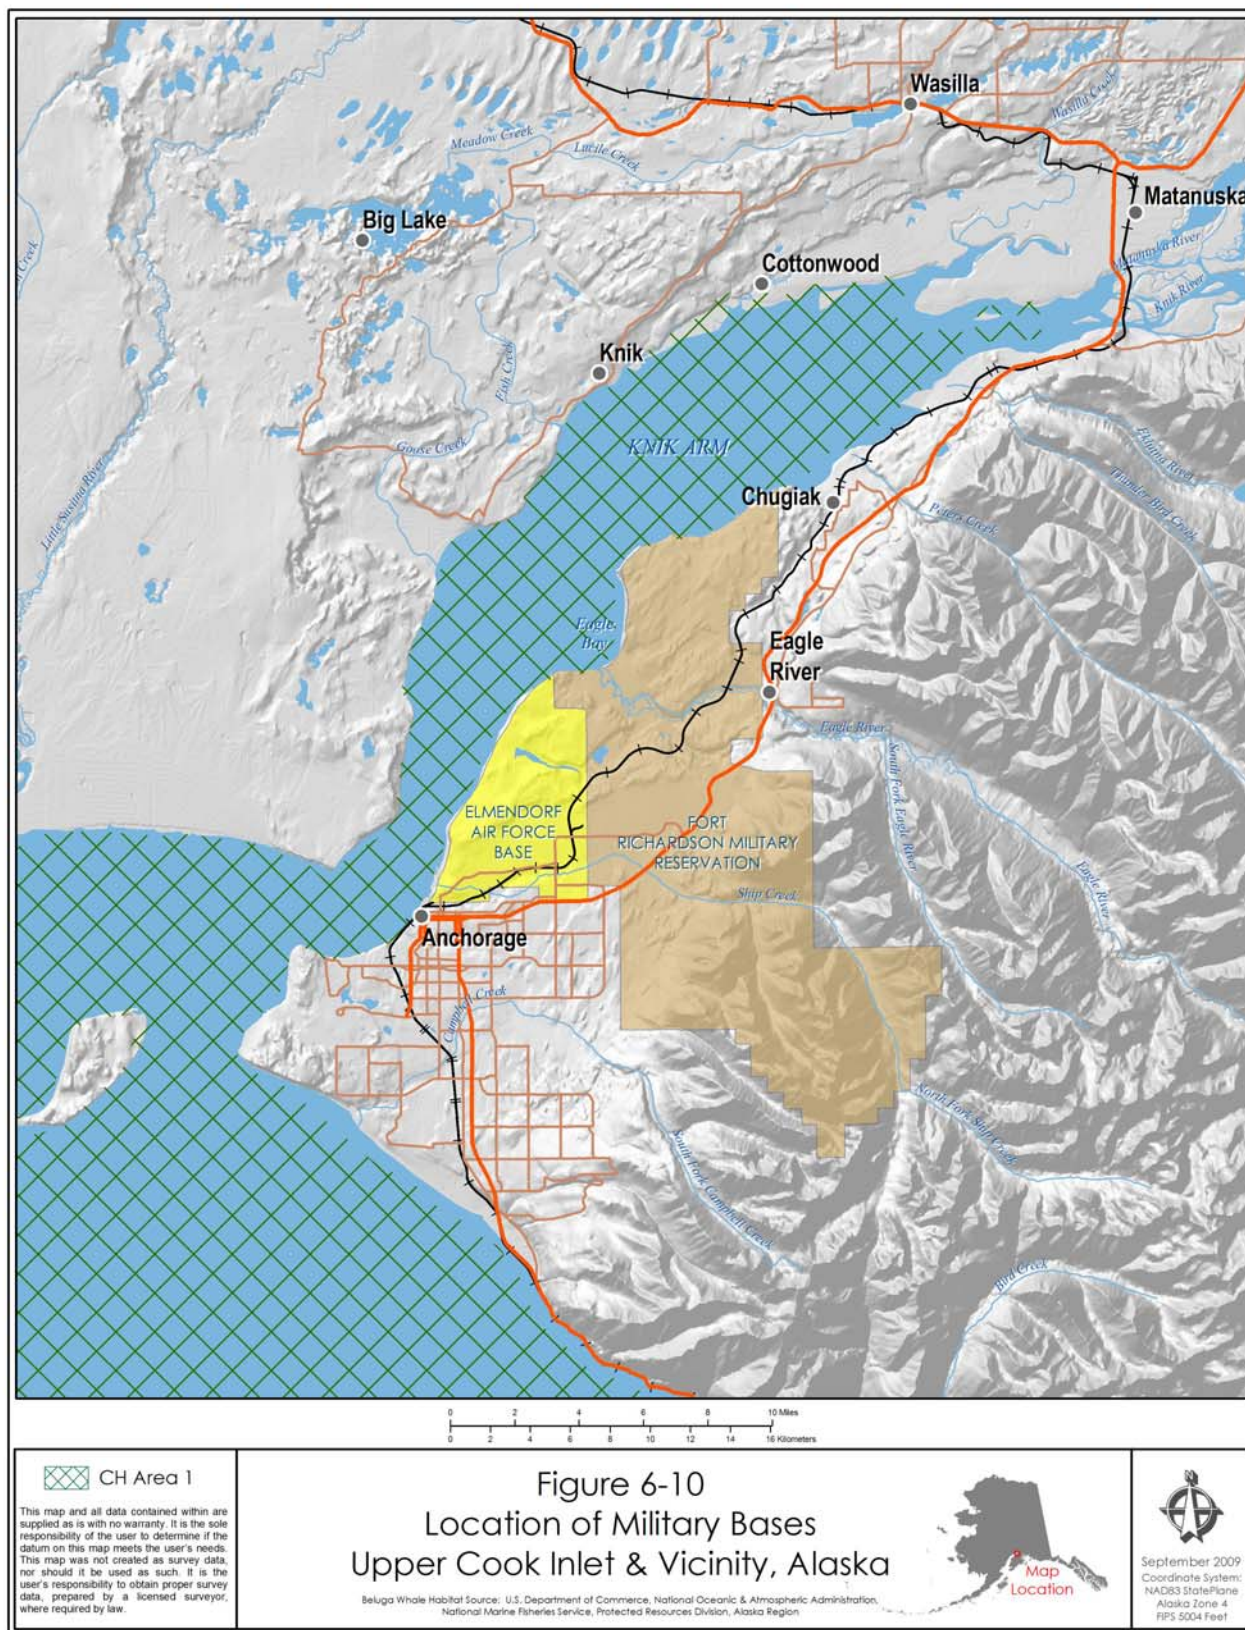 Wasilla
Wasilla Creek
Meadow Creek
Lucile Creek
Matanuska
Big Lake
Matanuska River
Cottonwood
Knik River
Knik
Fish Creek
Goose Creek
KNIK ARM
Eklutna River
Thunder Bird Creek
Little Susitna River
Chugiak
Peters Creek
Eagle
Bay
Eagle
River
Eagle River
South Fork Eagle River
ELMENDORF
AIR FORCE
BASE
FORT
RICHARDSON MILITARY
RESERVATION
Eagle River
Ship Creek
Anchorage
Campbell Creek
North Fork Ship Creek
South Fork Campbell Creek
Bird Creek
0 2 4 6 8 10 Miles
0 2 4 6 8 10 12 14 16 Kilometers
CH Area 1
This map and all data contained within are
supplied as is with no warranty. It is the sole
responsibility of the user to determine if the
datum on this map meets the user's needs.
This map was not created as survey data,
nor should it be used as such. It is the
user's responsibility to obtain proper survey
data, prepared by a licensed surveyor,
where required by law.
Figure 6-10
Location of Military Bases
Upper Cook Inlet & Vicinity, Alaska
Beluga Whale Habitat Source: U.S. Department of Commerce, National Oceanic & Atmospheric Administration,
National Marine Fisheries Service, Protected Resources Division, Alaska Region
Map
Location
September 2009
Coordinate System:
NAD83 StatePlane
Alaska Zone 4
FIPS 5004 Feet